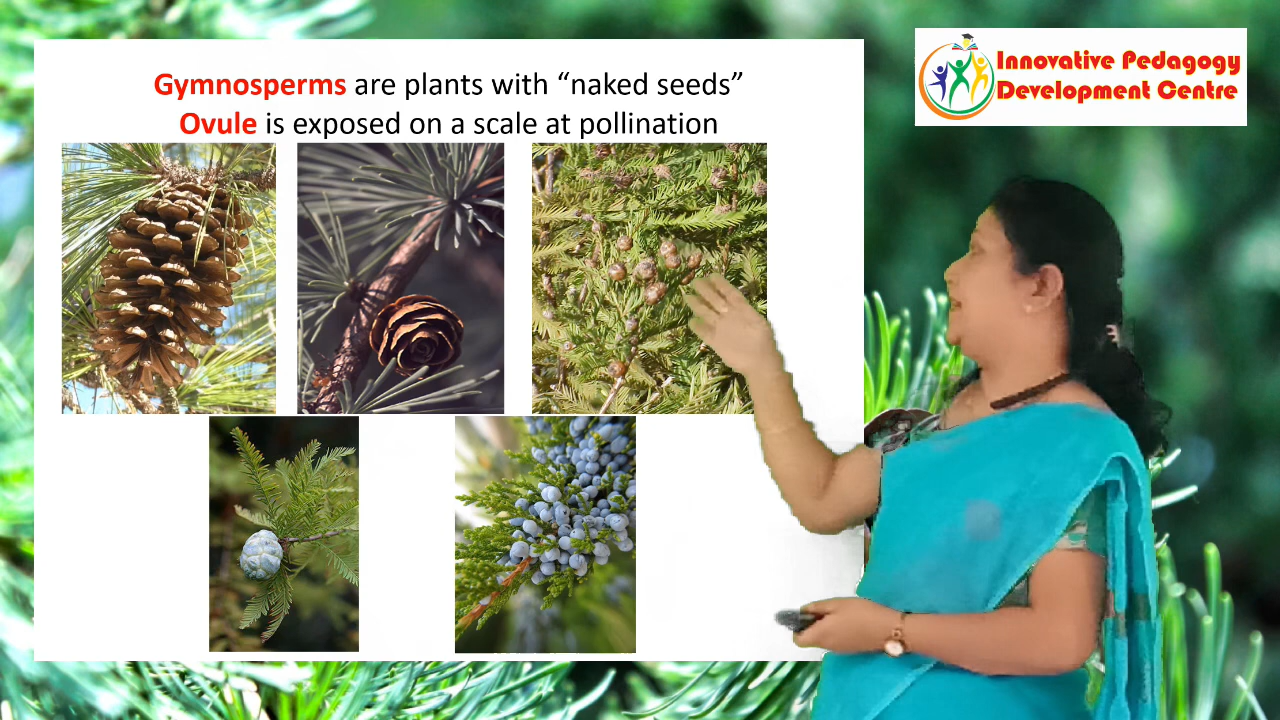 Gymnosperms are plants with “naked seeds”
Ovule is exposed on a scale at pollination
Innovative Pedagogy
Development Centre